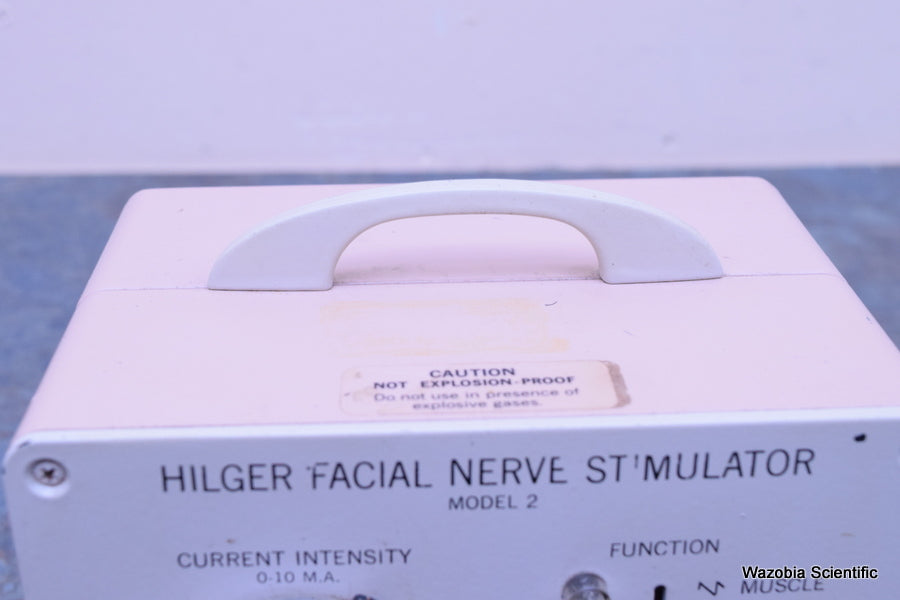 CAUTION
NOT EXPLOSION-PROOF
Do not use in presence of
explosive gases.
HILGER FACIAL NERVE ST'MULATOR
MODEL 2
CURRENT INTENSITY
0-10 M.A.
FUNCTION
MUSCLE
Wazobia Scientific